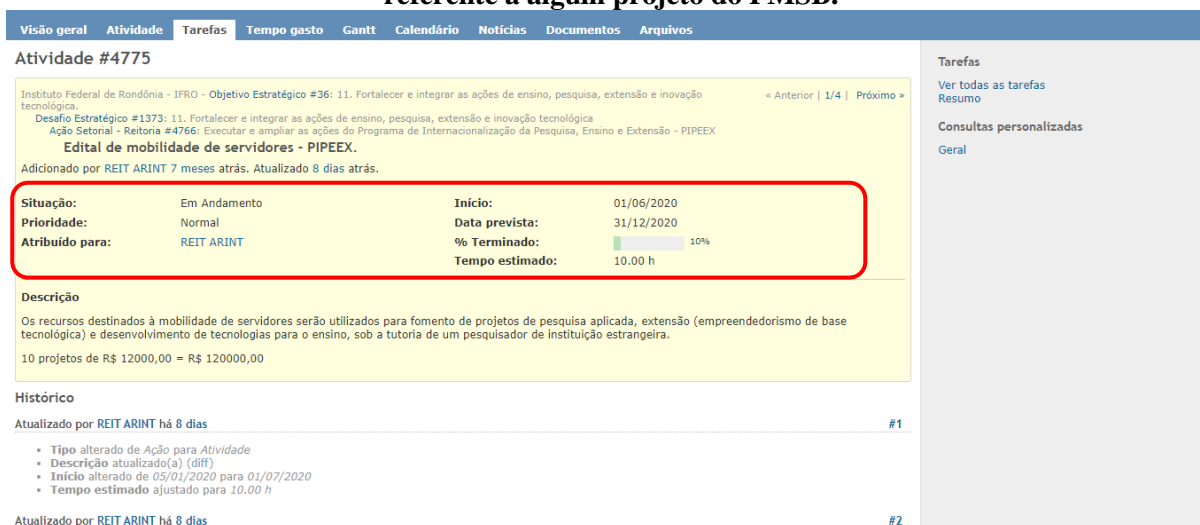 referente a algum projeto do PMSB.
Visão geral Atividade Tarefas Tempo gasto Gantt Calendário Notícias Documentos Arquivos
Atividade #4775
Instituto Federal de Rondônia - IFRO - Objetivo Estratégico #36: 11. Fortalecer e integrar as ações de ensino, pesquisa, extensão e inovação
tecnológica.
« Anterior | 1/4 | Próximo »
Desafio Estratégico #1373: 11. Fortalecer e integrar as ações de ensino, pesquisa, extensão e inovação tecnológica
Ação Setorial - Reitoria #4766: Executar e ampliar as ações do Programa de Internacionalização da Pesquisa, Ensino e Extensão - PIPEEX
Edital de mobilidade de servidores - PIPEEX.
Adicionado por REIT ARINT 7 meses atrás. Atualizado 8 dias atrás.
Situação: Em Andamento Início: 01/06/2020
Prioridade: Normal Data prevista: 31/12/2020
Atribuído para: REIT ARINT % Terminado: 10%
Tempo estimado: 10.00 h
Descrição
Os recursos destinados à mobilidade de servidores serão utilizados para fomento de projetos de pesquisa aplicada, extensão (empreendedorismo de base
tecnológica) e desenvolvimento de tecnologias para o ensino, sob a tutoria de um pesquisador de instituição estrangeira.
10 projetos de R$ 12000,00 = R$ 120000,00
Histórico
Atualizado por REIT ARINT há 8 dias #1
• Tipo alterado de Ação para Atividade
• Descrição atualizado(a) (diff)
• Início alterado de 05/01/2020 para 01/07/2020
• Tempo estimado ajustado para 10.00 h
Atualizado por REIT ARINT há 8 dias #2
Tarefas
Ver todas as tarefas
Resumo
Consultas personalizadas
Geral